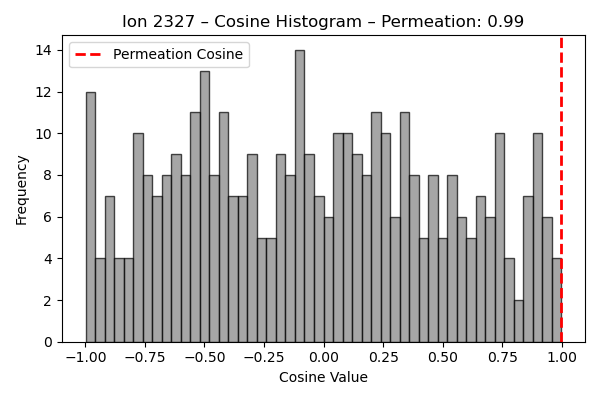 Ion 2327 – Cosine Histogram – Permeation: 0.99
Permeation Cosine
Frequency
14
12
10
8
6
4
2
0
−1.00 −0.75 −0.50 −0.25 0.00 0.25 0.50 0.75 1.00
Cosine Value